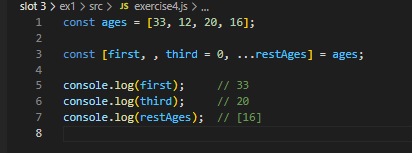 slot 3 > ex1 > src > JS exercise4.js > ...
1 const ages = [33, 12, 20, 16];
2
3 const [first, , third = 0, ...restAges] = ages;
4
5 console.log(first);      // 33
6 console.log(third);      // 20
7 console.log(restAges);  // [16]
8